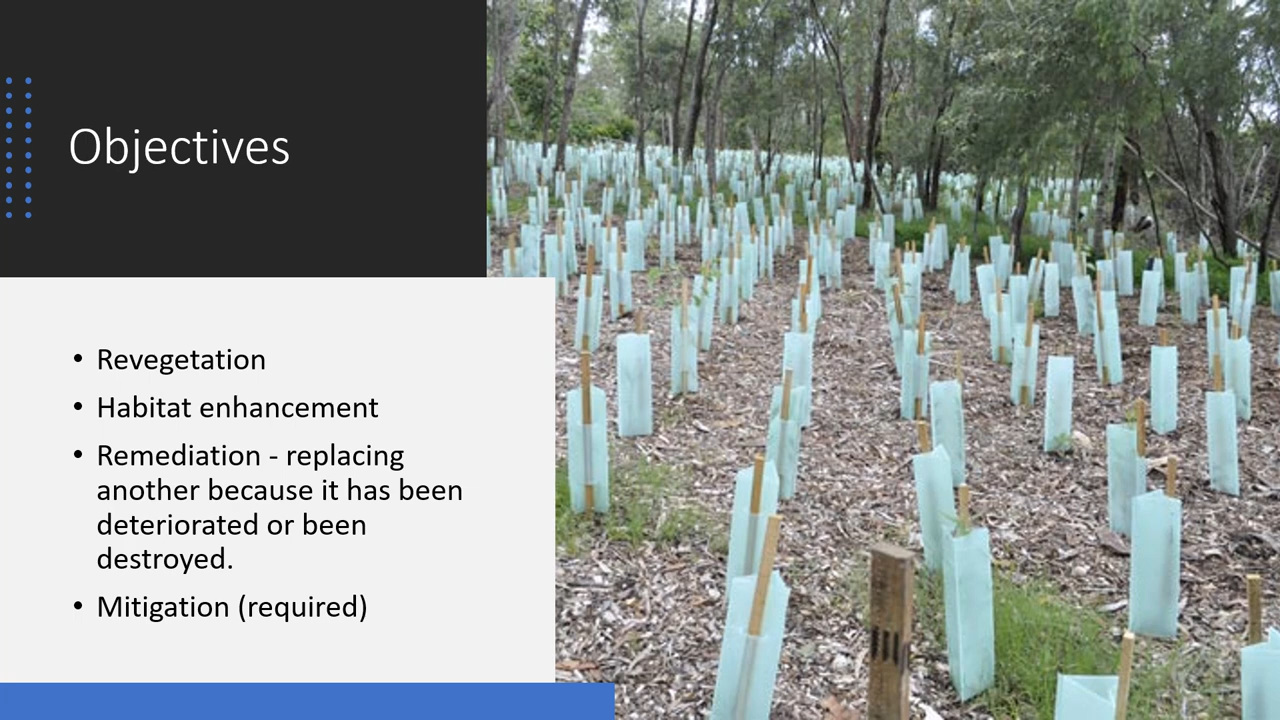 Objectives
• Revegetation
• Habitat enhancement
• Remediation - replacing
another because it has been
deteriorated or been
destroyed.
• Mitigation (required)